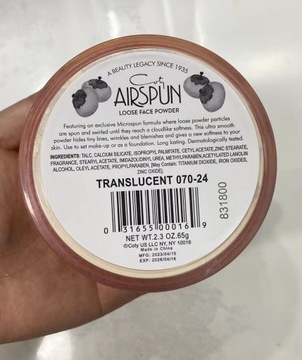 A BEAUTY LEGACY SINCE 1935
Coty
AIRSPUN
LOOSE FACE POWDER
Featuring an exclusive Microspun formula where loose powder particles
are spun and swirled until they reach a cloudlike softness. This ultra smooth
powder hides tiny lines, wrinkles and blemishes and gives a new softness to your
skin. Use to set make-up or as a foundation. Long lasting. Dermatologically tested.
INGREDIENTS: TALC, CALCIUM SILICATE, ISOPROPYL PALMITATE, CETYL ACETATE, ZINC STEARATE,
FRAGRANCE, STEARYL ACETATE, IMIDAZOLIDINYL UREA, METHYLPARABEN, ACETYLATED LANOLIN
ALCOHOL, OLEYL ACETATE, PROPYLPARABEN, [May Contain: TITANIUM DIOXIDE, IRON OXIDES,
ZINC OXIDE].
TRANSLUCENT 070-24
0 31655 00016 9
831800
NET WT. 2.3 OZ. 65g
©Coty US LLC NY, NY 10016
Made in China
MFG: 2023/04/15
EXP: 2028/04/16